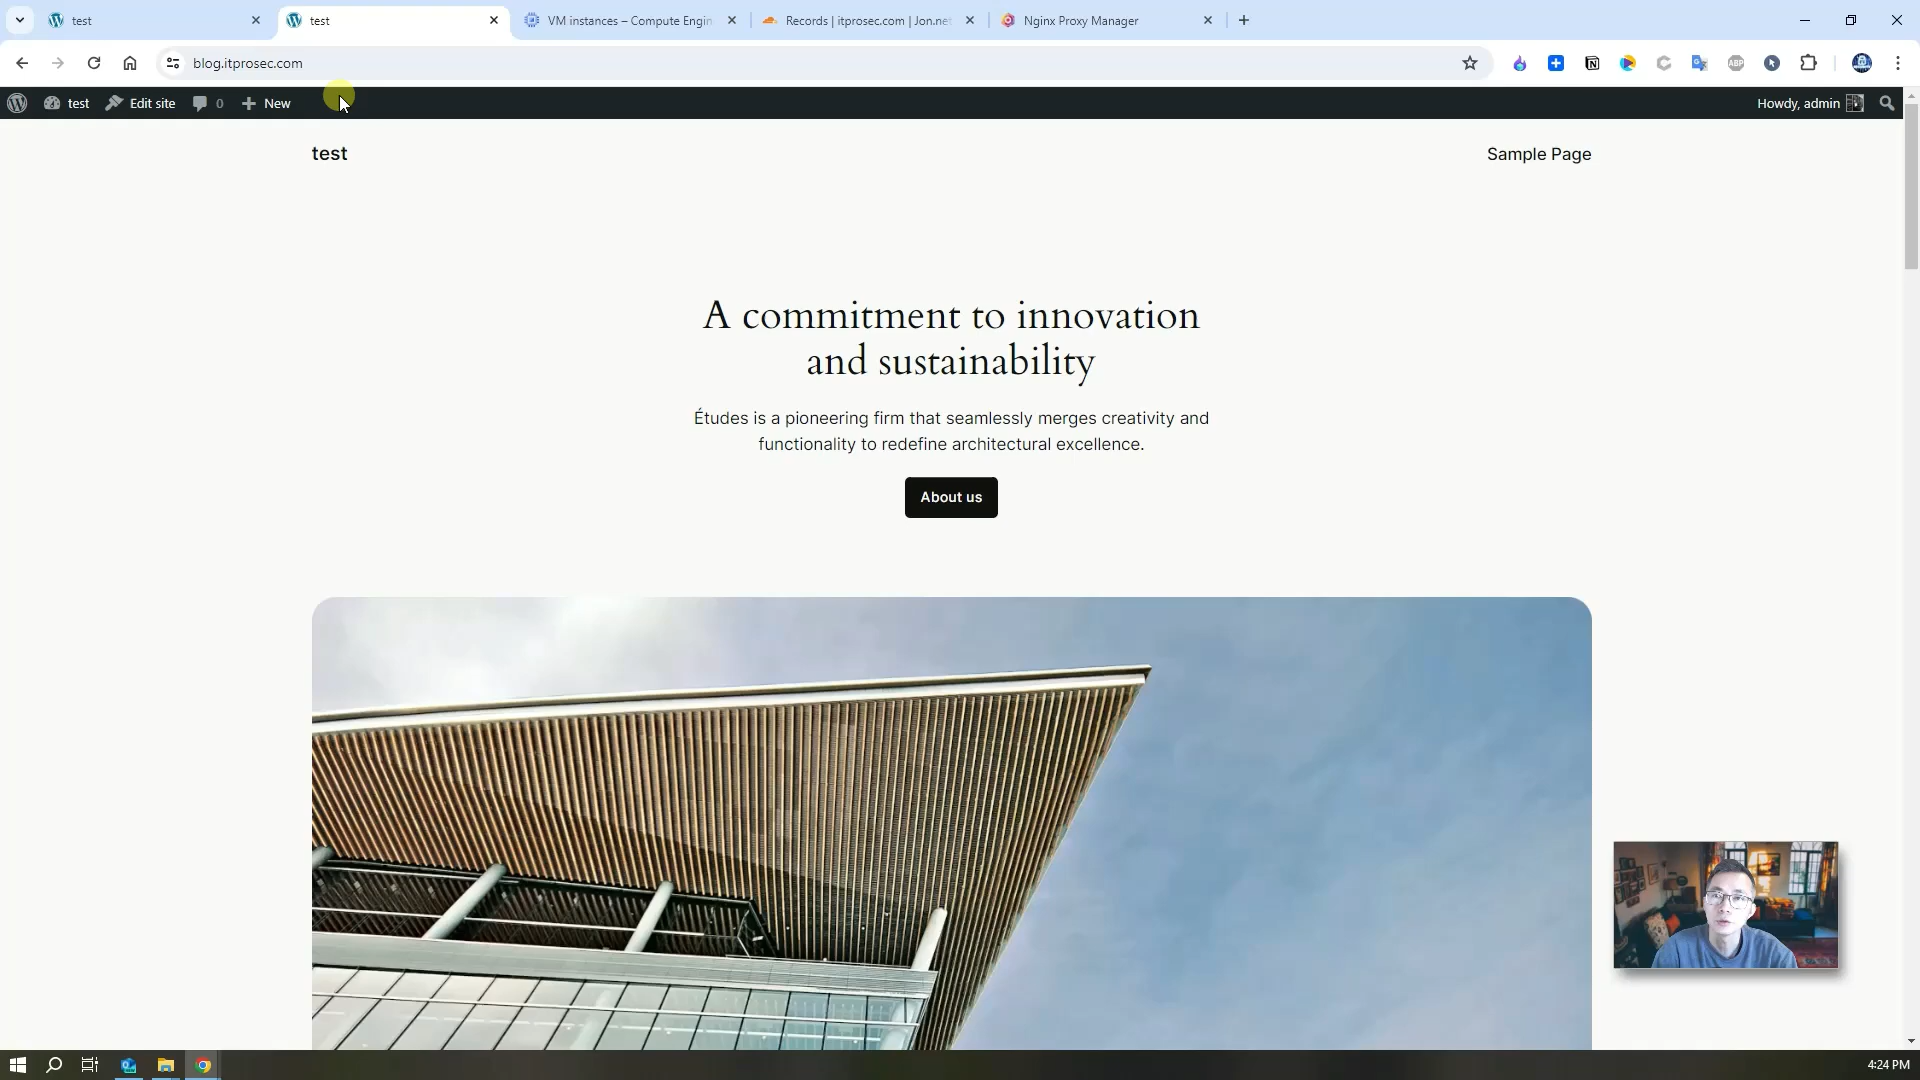 test
test
VM instances – Compute Engin
Records | itprosec.com | Jon.net
Nginx Proxy Manager
blog.itprosec.com
ABP
test
Edit site
0
New
Howdy, admin
test
Sample Page
A commitment to innovation
and sustainability
Études is a pioneering firm that seamlessly merges creativity and
functionality to redefine architectural excellence.
About us
4:24 PM